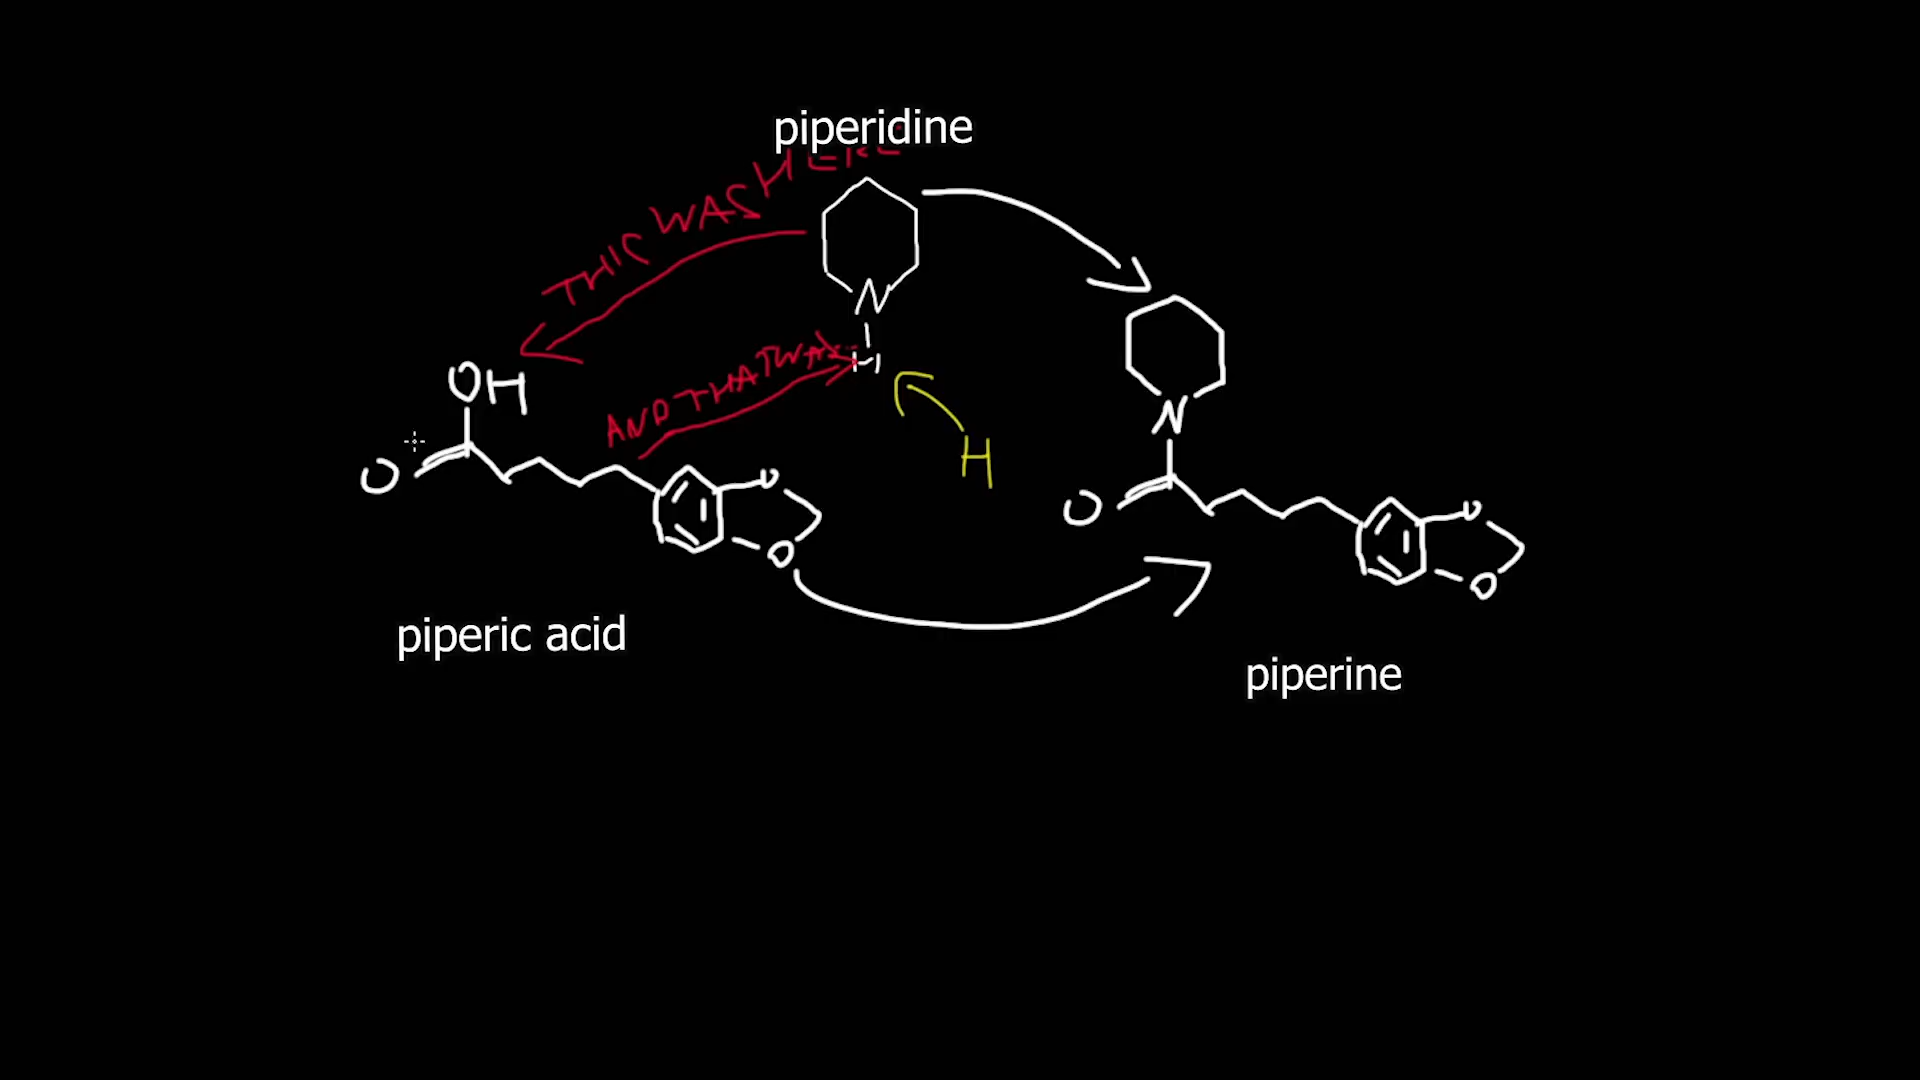 piperidine
THIS WAS HERE
N
H
AND THAT WAS
H
OH
O
O
O
N
O
O
O
piperic acid
piperine